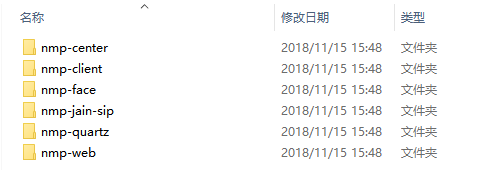 名称 修改日期 类型
nmp-center 2018/11/15 15:48 文件夹
nmp-client 2018/11/15 15:48 文件夹
nmp-face 2018/11/15 15:48 文件夹
nmp-jain-sip 2018/11/15 15:48 文件夹
nmp-quartz 2018/11/15 15:48 文件夹
nmp-web 2018/11/15 15:48 文件夹